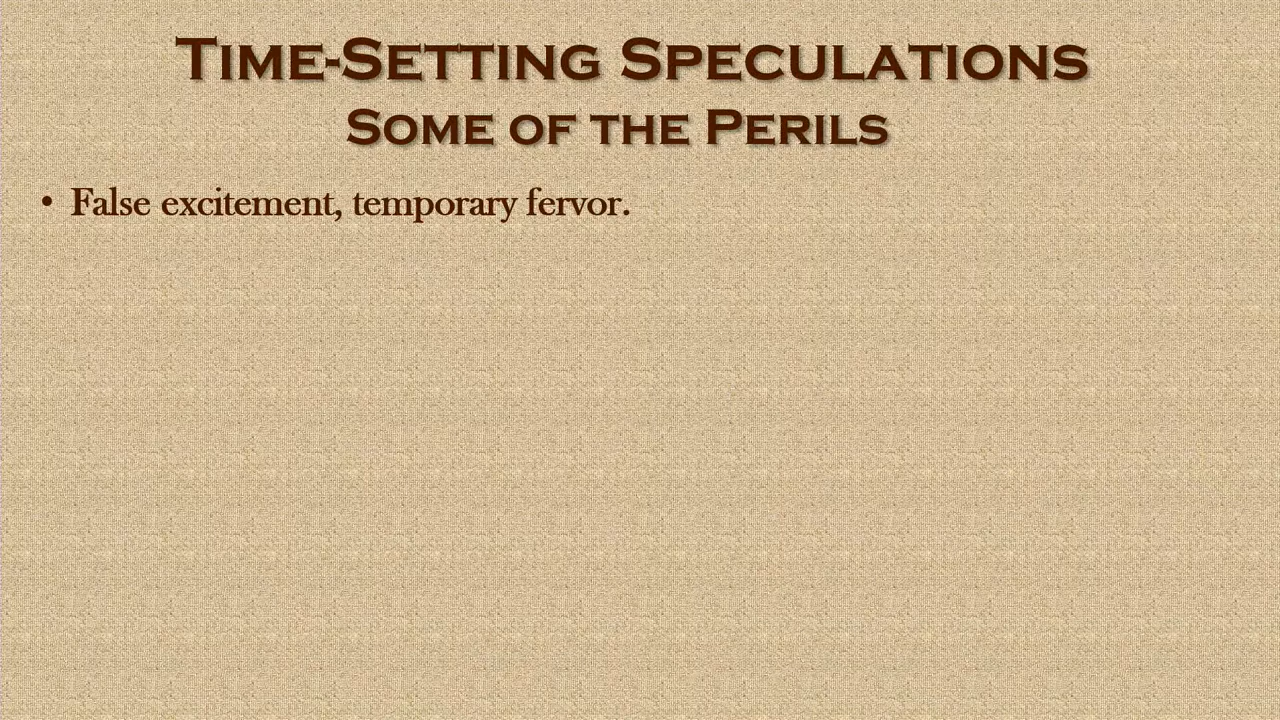 Time-Setting Speculations
Some of the Perils
• False excitement, temporary fervor.